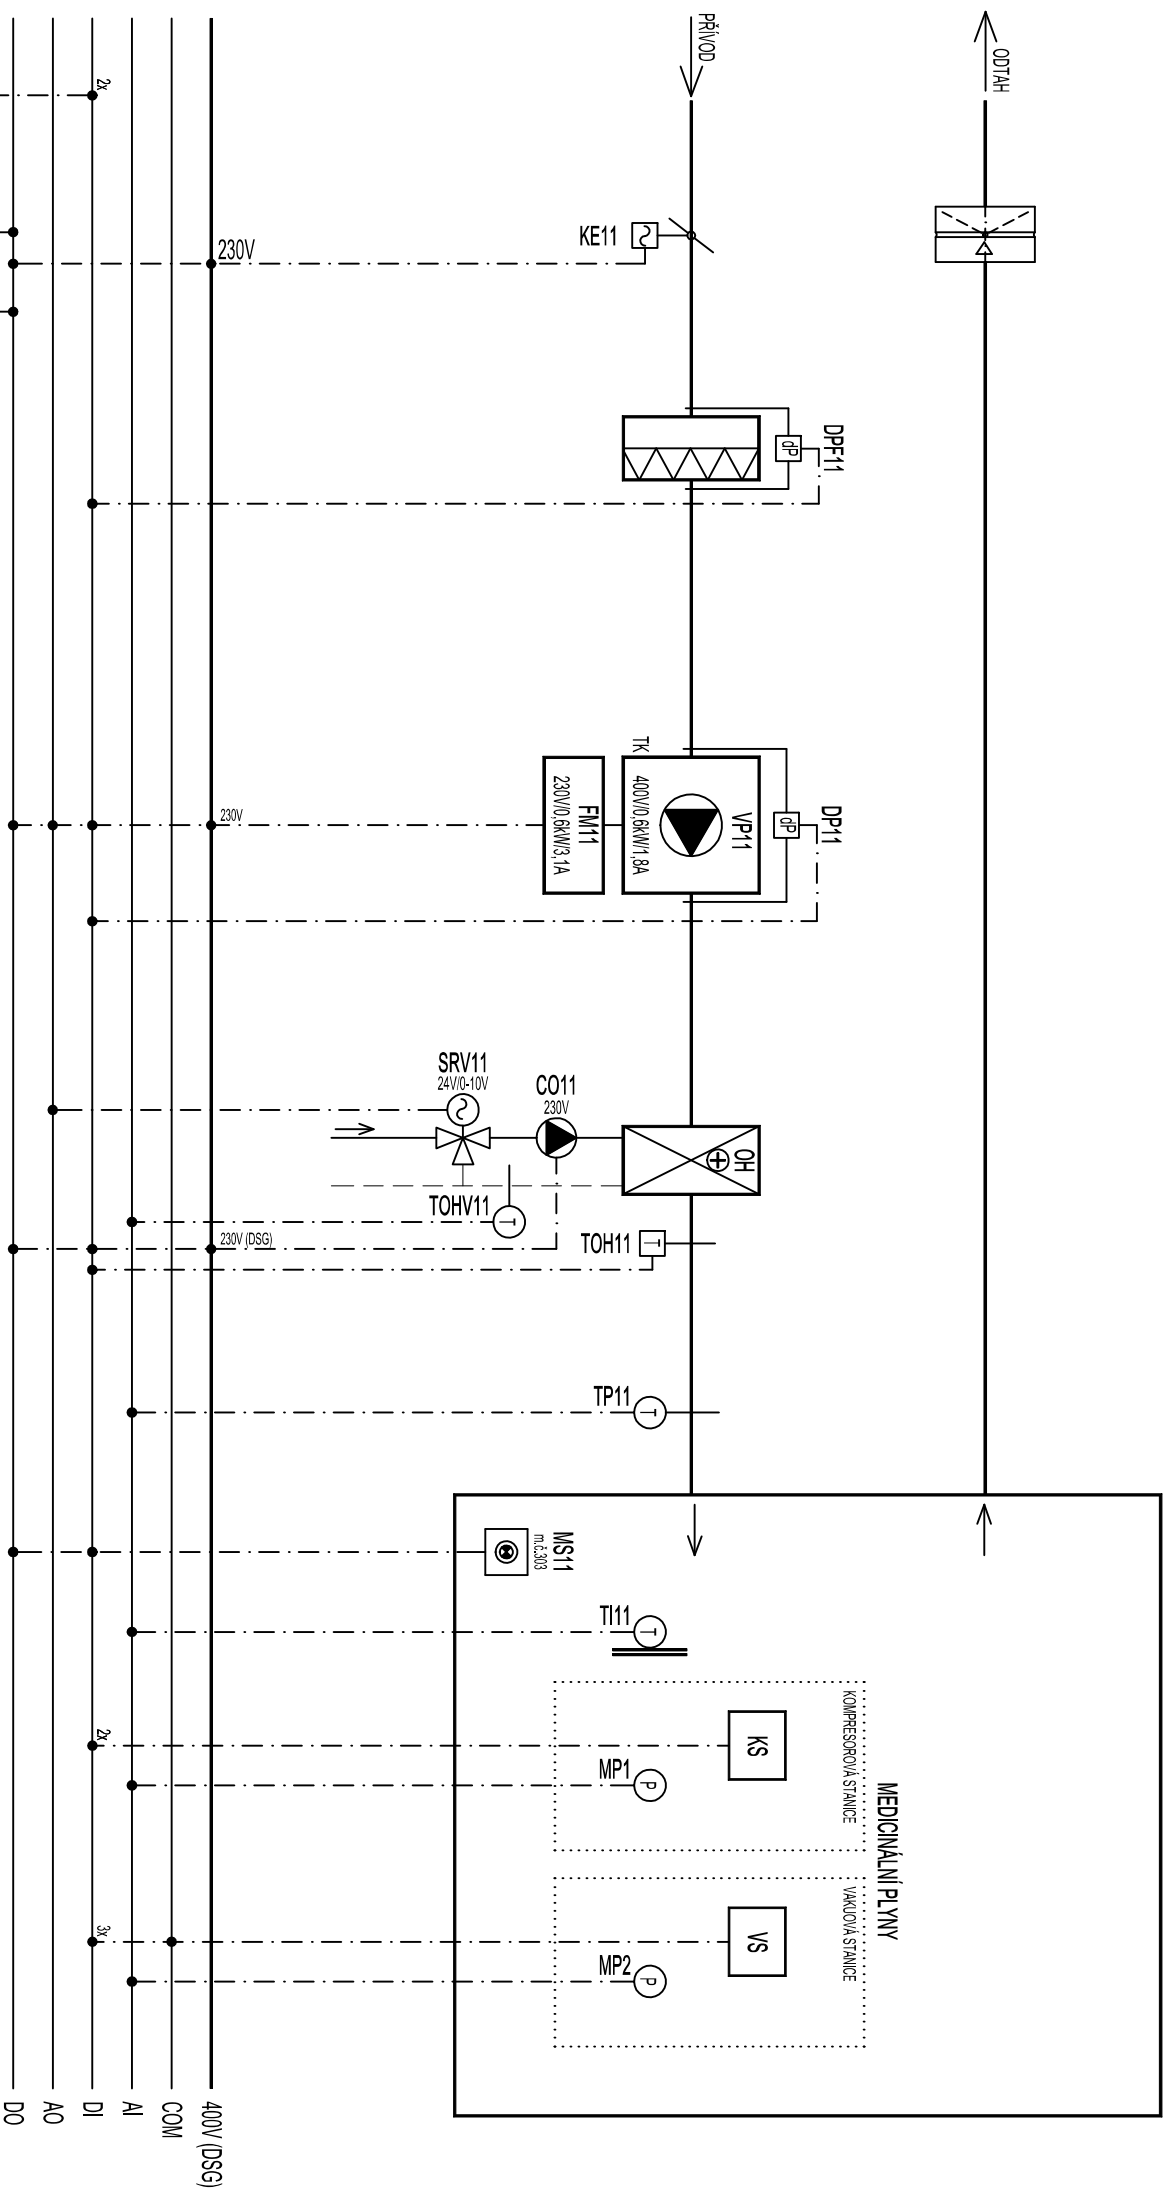 ODTAH
PŘÍVOD
2x
KE11
230V
DPF11
dP
DP11
dP
VP11
400V/0,6kW/1,8A
TK
FM11
230V/0,6kW/3,1A
230V
SRV11
24V/0-10V
CO11
230V
OH
TOHV11
T
TOH11
T
230V (DSG)
TP11
T
MS11
m.č.303
TI11
T
MEDICINÁLNÍ PLYNY
KOMPRESOROVÁ STANICE
KS
MP1
P
2x
VAKUOVÁ STANICE
VS
MP2
P
3x
400V (DSG)
COM
AI
DI
AO
DO